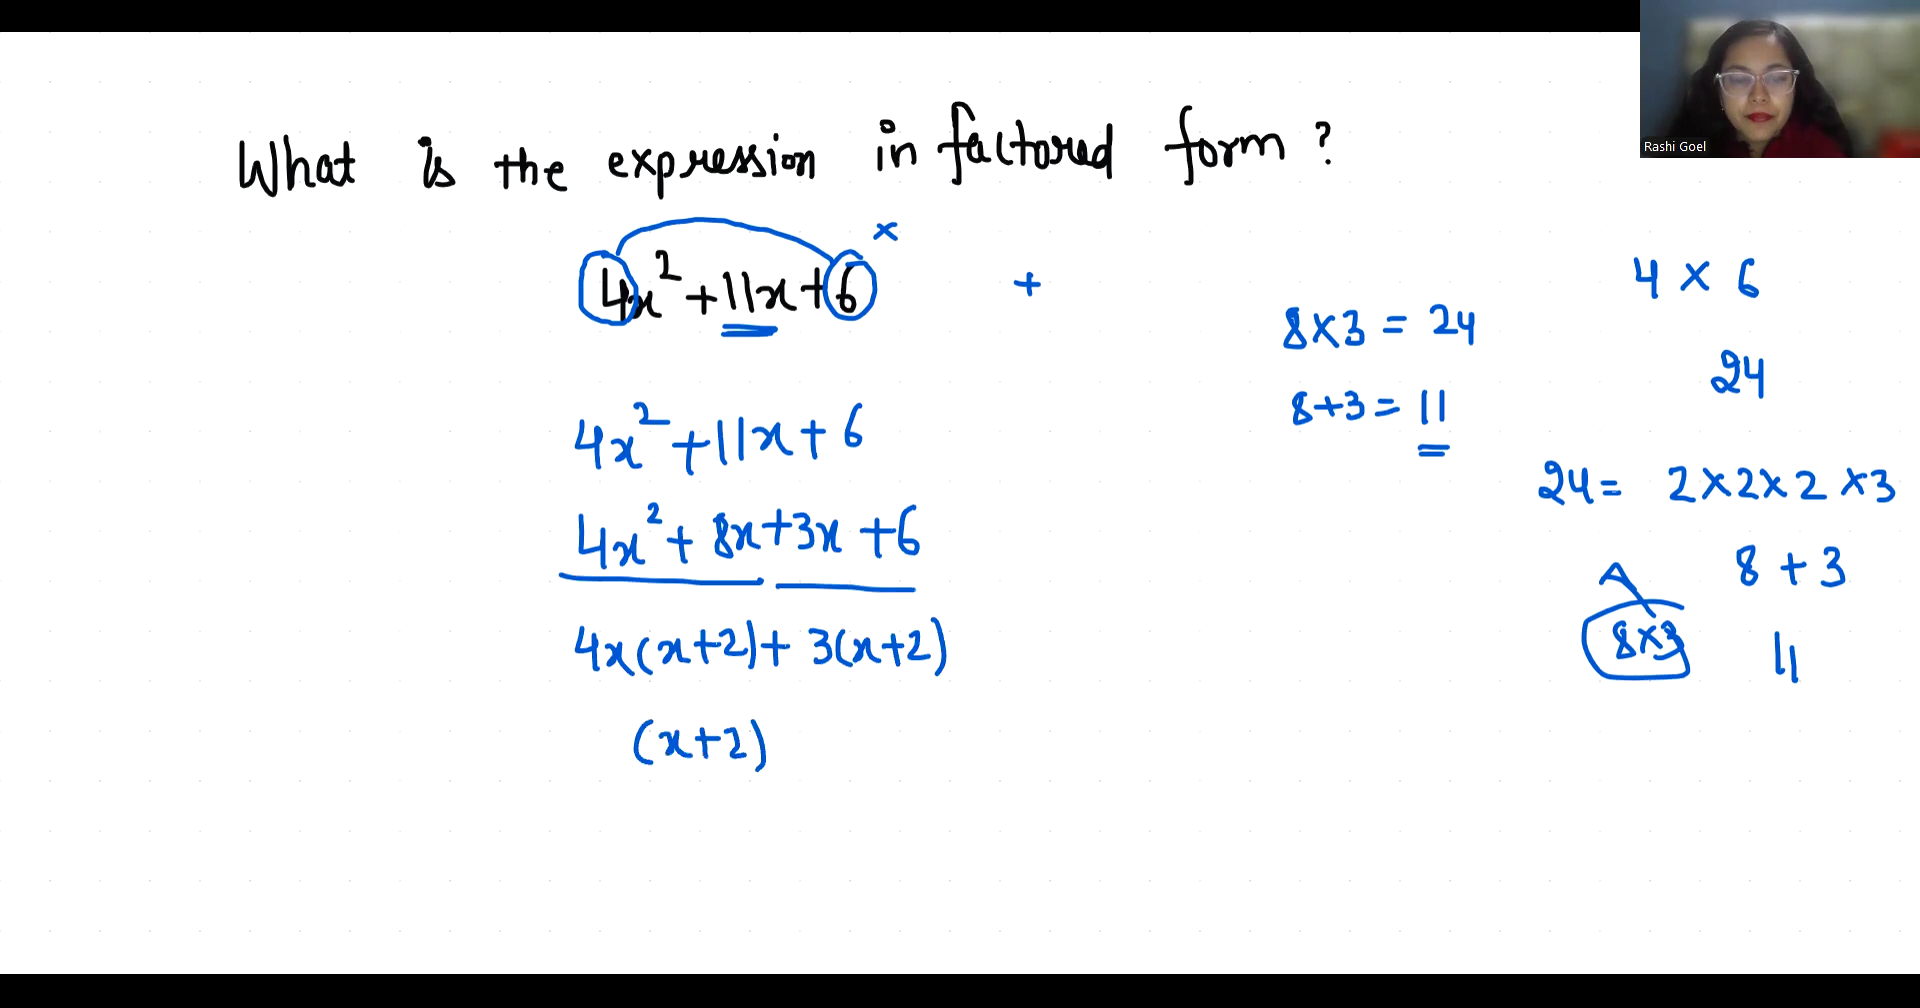 What is the expression in factored form ?
Rashi Goel
4x² + 11x + 6
×
+
4 × 6
8×3 = 24
24
8+3 = 11
4x² + 11x + 6
24 = 2×2×2×3
4x² + 8x + 3x + 6
8 + 3
8×3
11
4x(x+2) + 3(x+2)
(x+2)